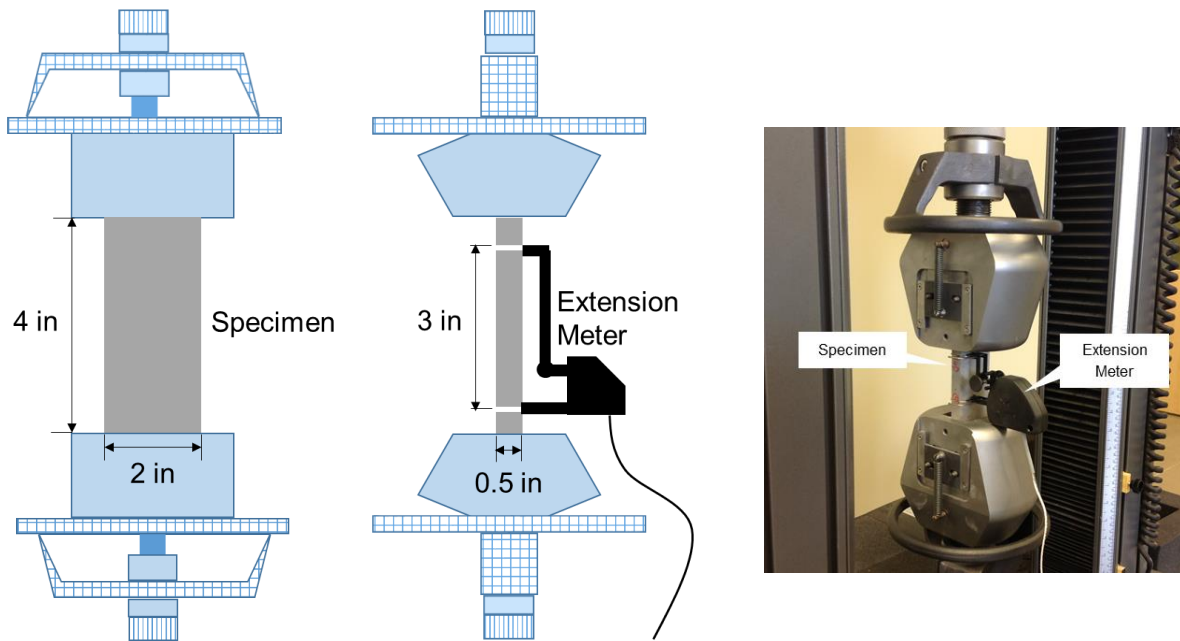 4 in
Specimen
2 in
3 in
Extension
Meter
0.5 in
Specimen
Extension
Meter